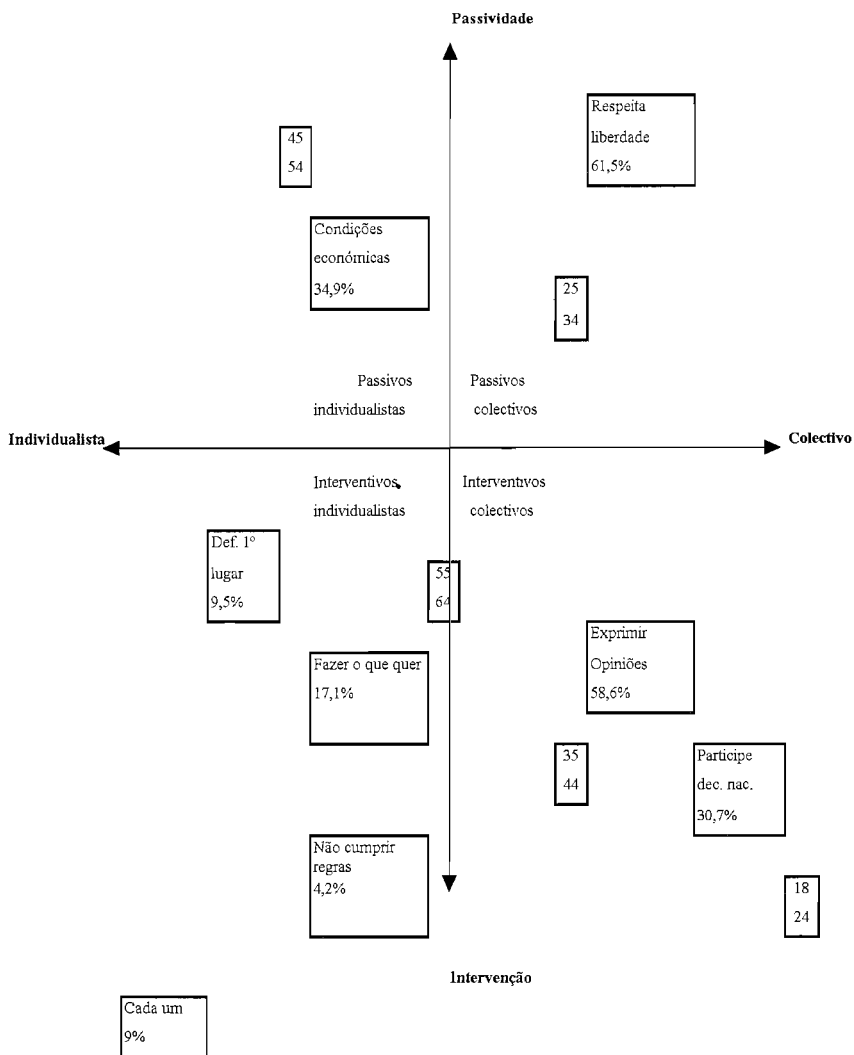 Passividade
Respeita
liberdade
61,5%
45
54
Condições
económicas
34,9%
25
34
Passivos
individualistas
Passivos
colectivos
Individualista
Colectivo
Interventivos
individualistas
Interventivos
colectivos
Def. 1º
lugar
9,5%
55
64
Exprimir
Opiniões
58,6%
Fazer o que quer
17,1%
35
44
Participe
dec. nac.
30,7%
Não cumprir
regras
4,2%
18
24
Intervenção
Cada um
9%